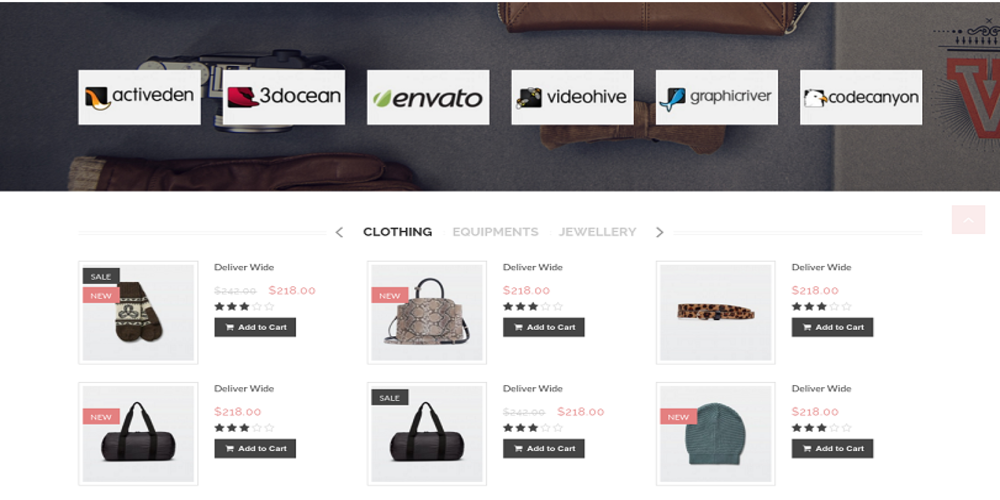 activeden
3docean
envato
videohive
graphicriver
codecanyon
CLOTHING
EQUIPMENTS
JEWELLERY
SALE
NEW
Deliver Wide
$242.00 $218.00
Add to Cart
NEW
Deliver Wide
$218.00
Add to Cart
Deliver Wide
$218.00
Add to Cart
NEW
Deliver Wide
$218.00
Add to Cart
SALE
Deliver Wide
$242.00 $218.00
Add to Cart
NEW
Deliver Wide
$218.00
Add to Cart